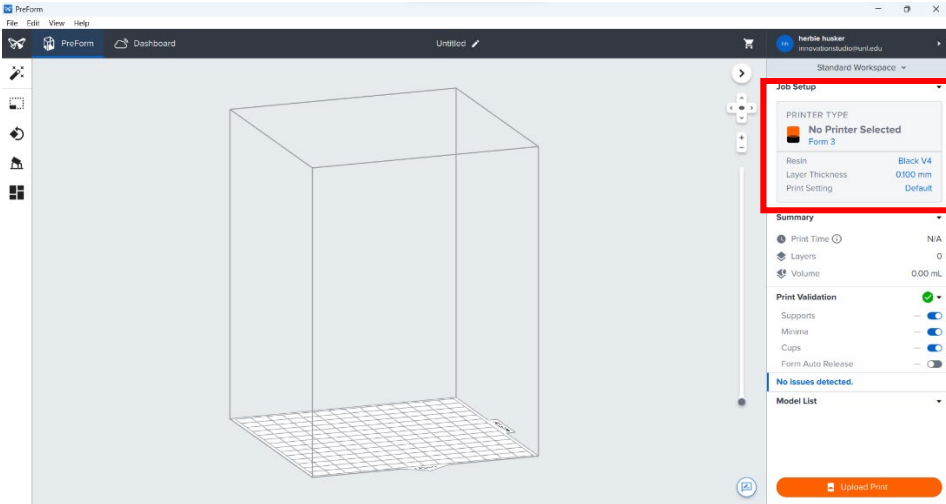 PreForm
File Edit View Help
PreForm Dashboard Untitled
hh herbie husker
innovationstudio@unl.edu
Standard Workspace
Job Setup
PRINTER TYPE
No Printer Selected
Form 3
Resin Black V4
Layer Thickness 0.100 mm
Print Setting Default
Summary
Print Time N/A
Layers 0
Volume 0.00 mL
Print Validation
Supports
Minima
Cups
Form Auto Release
No issues detected.
Model List
Upload Print